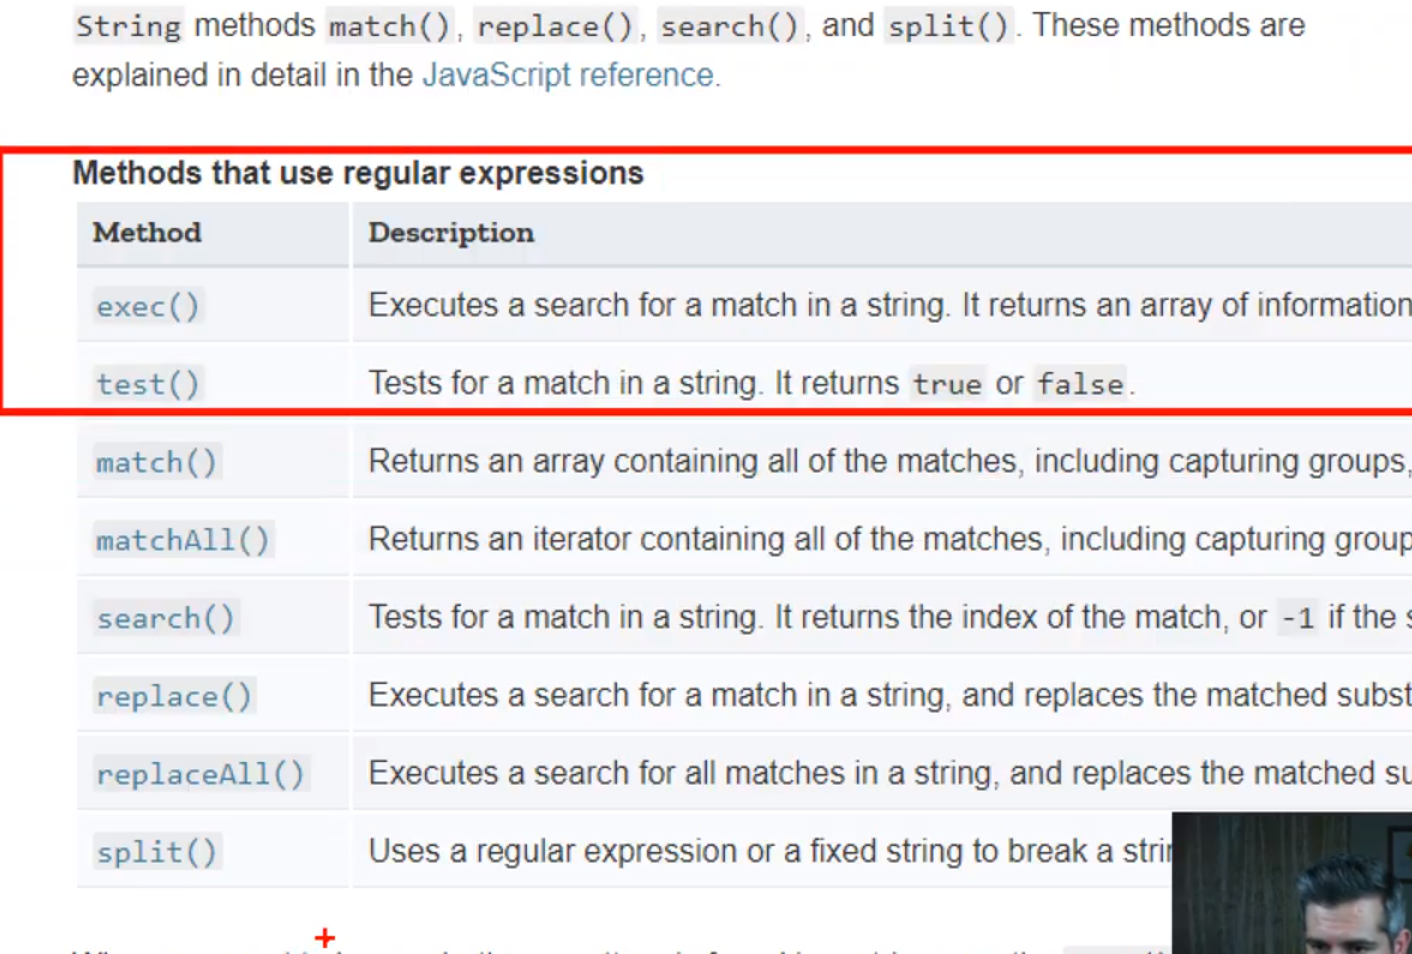 String methods match(), replace(), search(), and split(). These methods are
explained in detail in the JavaScript reference.
Methods that use regular expressions
Method Description
exec() Executes a search for a match in a string. It returns an array of information
test() Tests for a match in a string. It returns true or false.
match() Returns an array containing all of the matches, including capturing groups,
matchAll() Returns an iterator containing all of the matches, including capturing group
search() Tests for a match in a string. It returns the index of the match, or -1 if the
replace() Executes a search for a match in a string, and replaces the matched subst
replaceAll() Executes a search for all matches in a string, and replaces the matched su
split() Uses a regular expression or a fixed string to break a strin